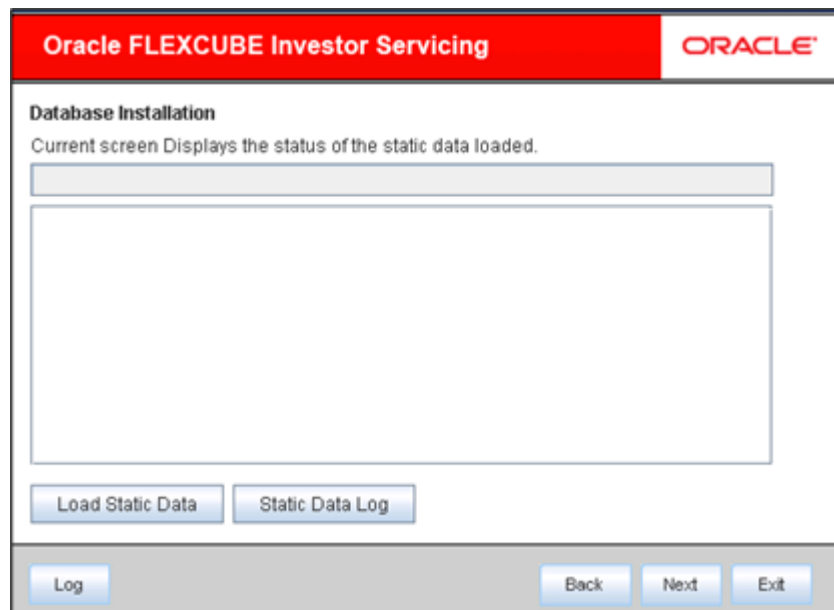 Oracle FLEXCUBE Investor Servicing
ORACLE
Database Installation
Current screen Displays the status of the static data loaded.
Load Static Data
Static Data Log
Log
Back
Next
Exit